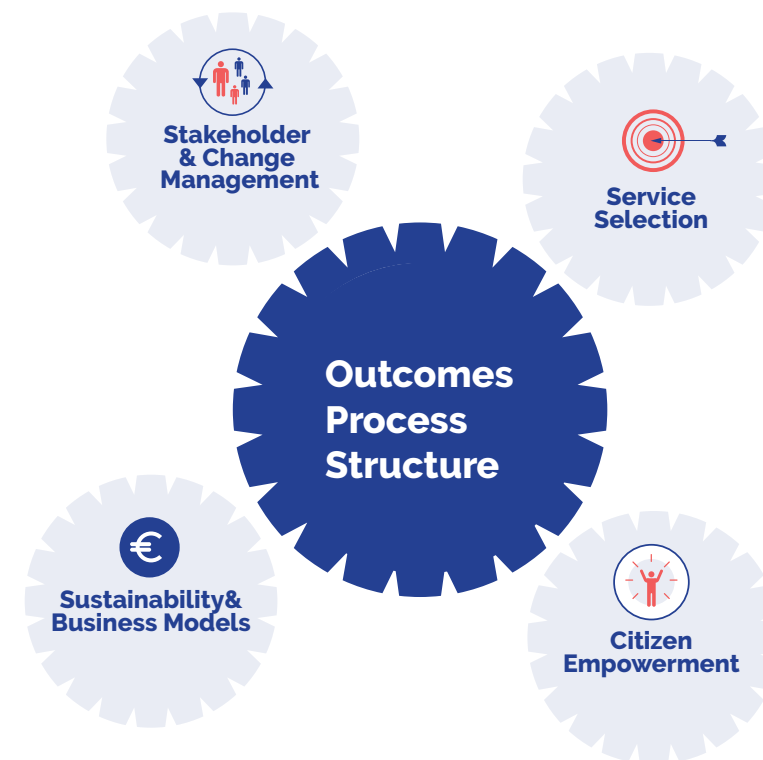 Stakeholder
& Change
Management
Service
Selection
Outcomes
Process
Structure
Sustainability&
Business Models
€
Citizen
Empowerment